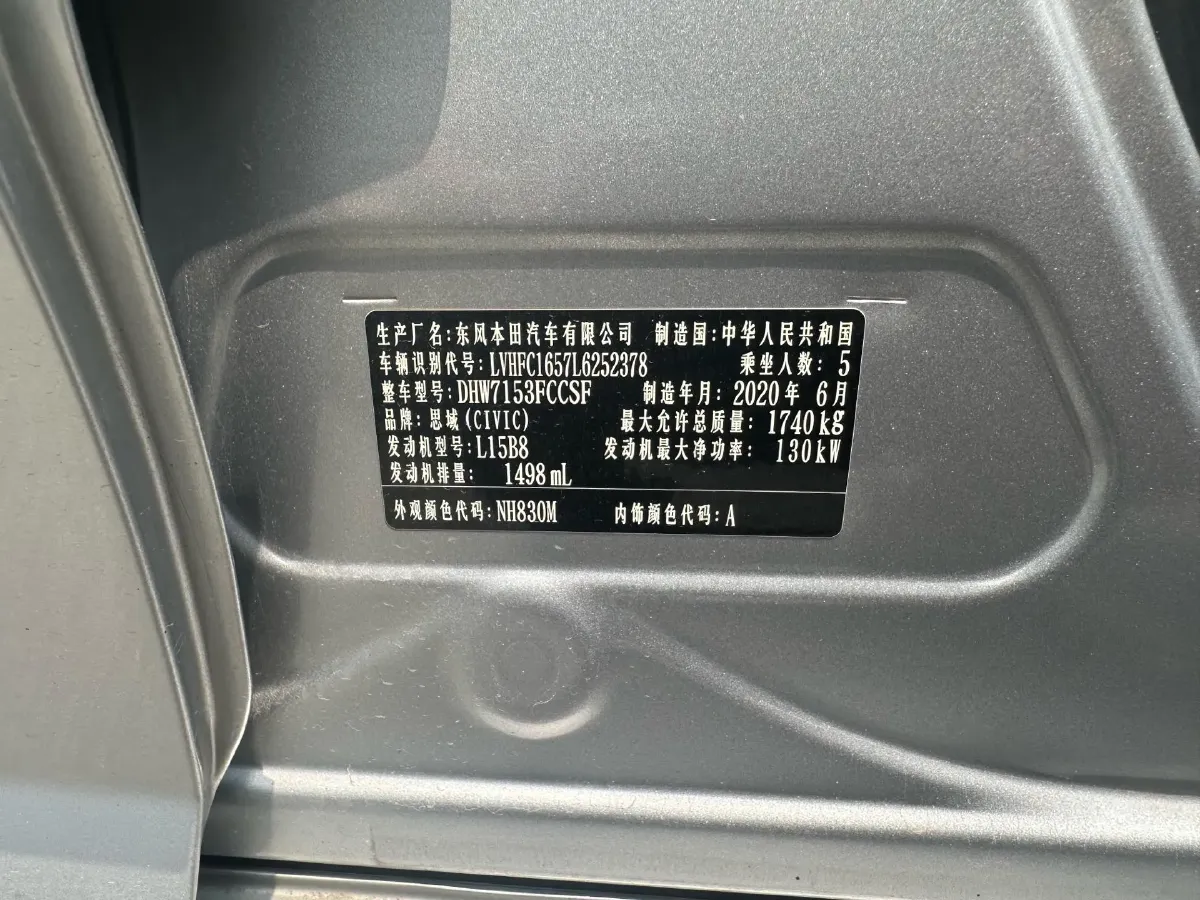 生产厂名:东风本田汽车有限公司 制造国:中华人民共和国
车辆识别代号:LVHFC1657L6252378 乘坐人数:5
整车型号:DHW7153FCCSF 制造年月:2020年 6月
品牌:思域(CIVIC) 最大允许总质量:1740kg
发动机型号:L15B8 发动机最大净功率:130kW
发动机排量:1498mL
外观颜色代码:NH830M 内饰颜色代码:A